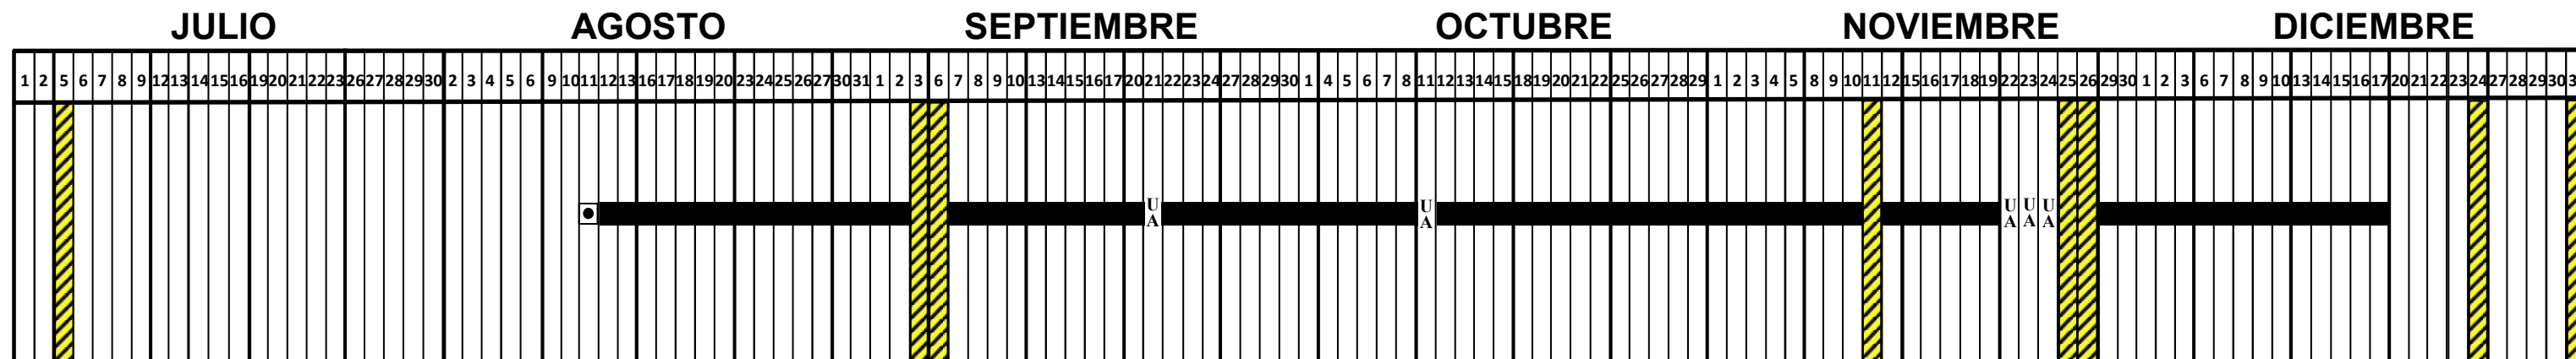 JULIO AGOSTO SEPTIEMBRE OCTUBRE NOVIEMBRE DICIEMBRE
1 2 5 6 7 8 9 12 13 14 15 16 19 20 21 22 23 26 27 28 29 30 2 3 4 5 6 9 10 11 12 13 16 17 18 19 20 23 24 25 26 27 30 31 1 2 3 6 7 8 9 10 13 14 15 16 17 20 21 22 23 24 27 28 29 30 1 4 5 6 7 8 11 12 13 14 15 18 19 20 21 22 25 26 27 28 29 1 2 3 4 5 8 9 10 11 12 15 16 17 18 19 22 23 24 25 26 29 30 1 2 3 6 7 8 9 10 13 14 15 16 17 20 21 22 23 24 27 28 29 30
U U U U U
A A A A A